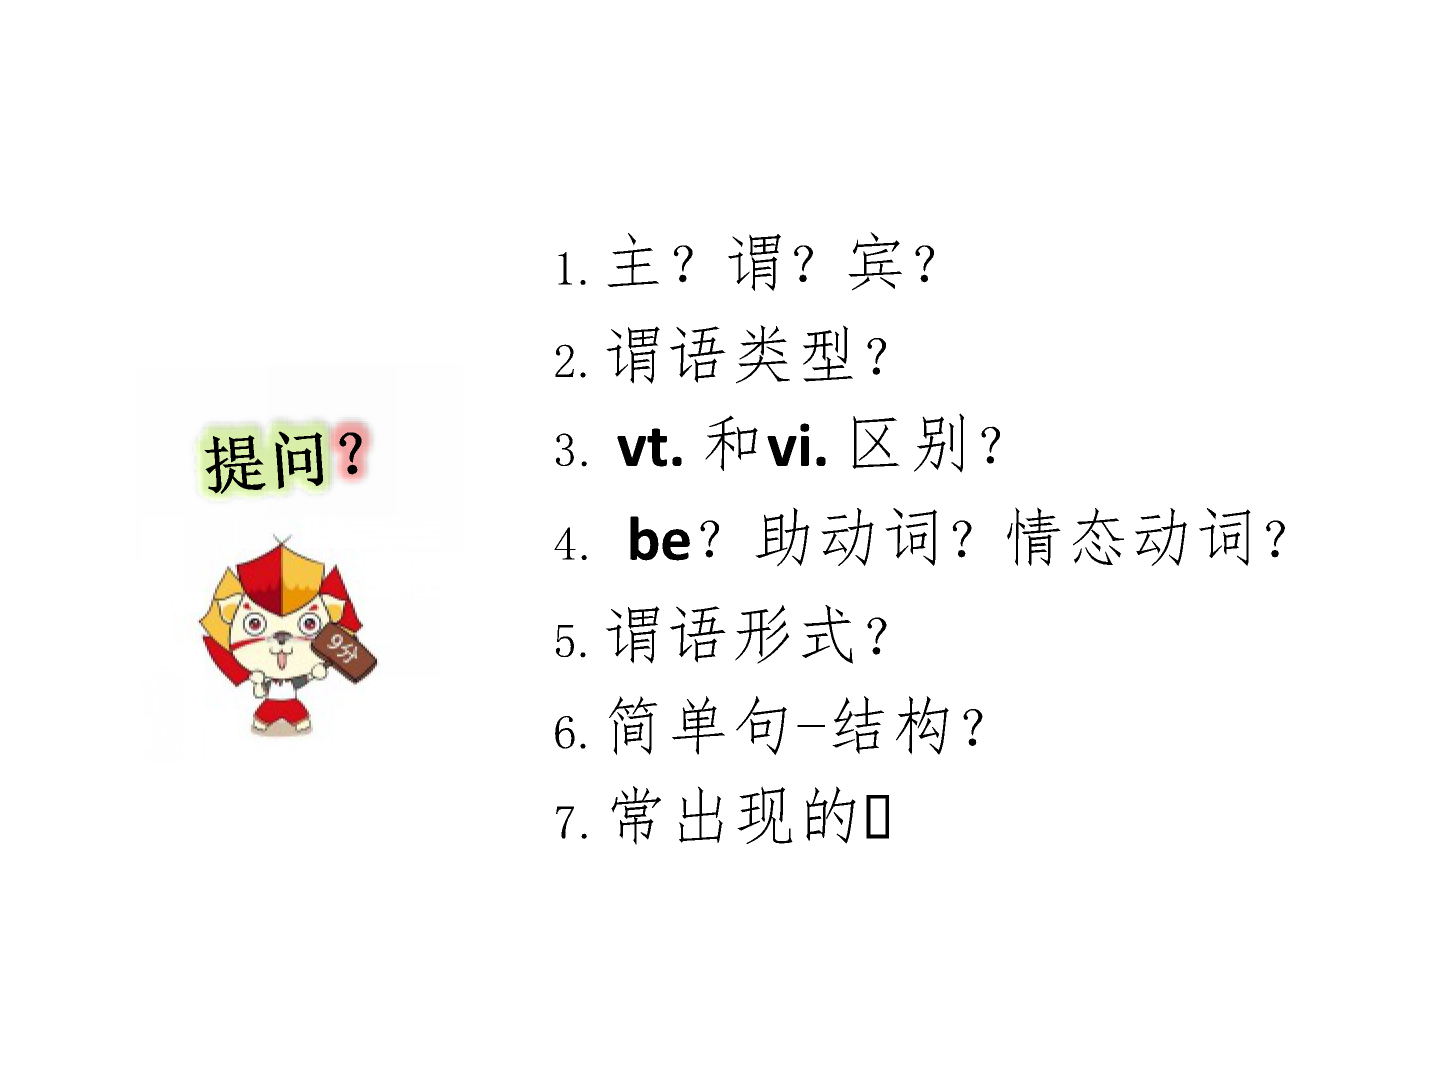 提问?
9分
1. 主？谓？宾？
2. 谓语类型？
3. vt. 和vi. 区别？
4. be？助动词？情态动词？
5. 谓语形式？
6. 简单句-结构？
7. 常出现的